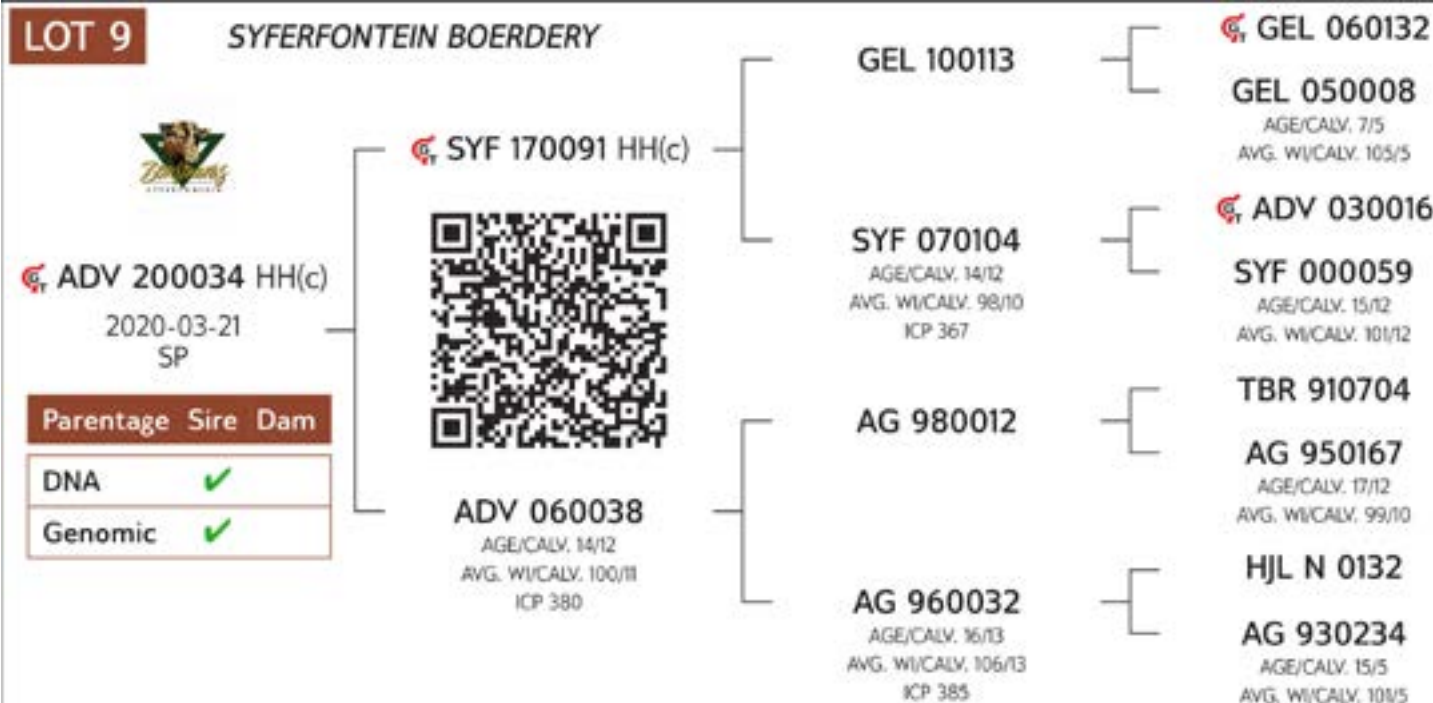 LOT 9
SYFERFONTEIN BOERDERY
ADV 200034 HH(c)
2020-03-21
SP
Parentage Sire Dam
DNA ✔
Genomic ✔
SYF 170091 HH(c)
ADV 060038
AGE/CALV. 14/12
AVG. WI/CALV. 100/11
ICP 380
GEL 100113
SYF 070104
AGE/CALV. 14/12
AVG. WI/CALV. 98/10
ICP 367
AG 980012
AG 960032
AGE/CALV. 16/13
AVG. WI/CALV. 106/13
ICP 385
GEL 060132
GEL 050008
AGE/CALV. 7/5
AVG. WI/CALV. 105/5
ADV 030016
SYF 000059
AGE/CALV. 15/12
AVG. WI/CALV. 101/12
TBR 910704
AG 950167
AGE/CALV. 17/12
AVG. WI/CALV. 99/10
HJL N 0132
AG 930234
AGE/CALV. 15/5
AVG. WI/CALV. 101/5